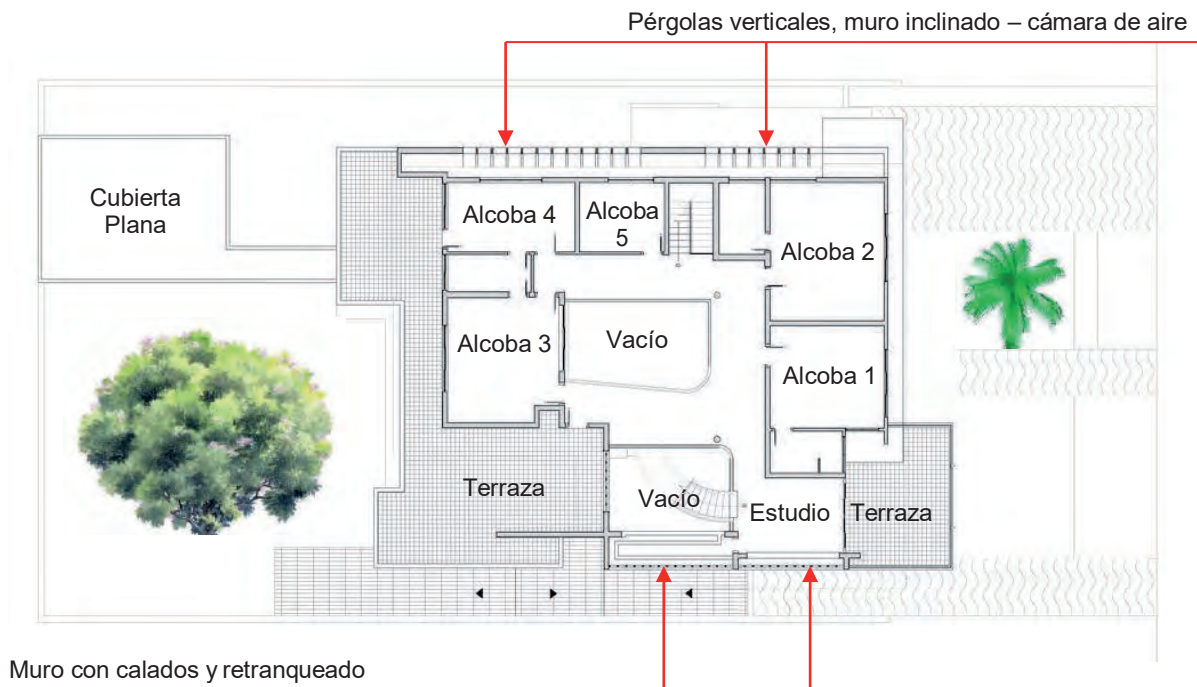 Pérgolas verticales, muro inclinado – cámara de aire
Cubierta
Plana
Alcoba 4
Alcoba
5
Alcoba 2
Alcoba 3
Vacío
Alcoba 1
Terraza
Vacío
Estudio
Terraza
Muro con calados y retranqueado